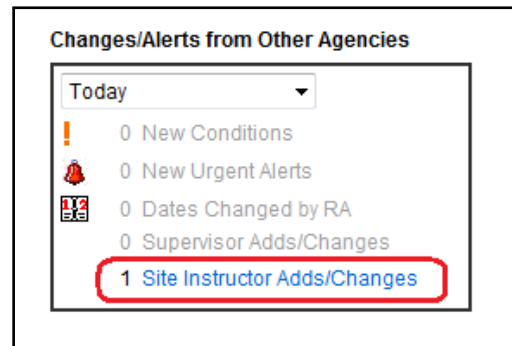 Changes/Alerts from Other Agencies
Today
0 New Conditions
0 New Urgent Alerts
0 Dates Changed by RA
0 Supervisor Adds/Changes
1 Site Instructor Adds/Changes